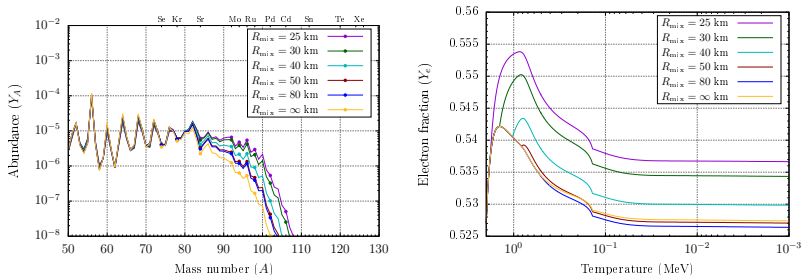 Se Kr Sr Mo Ru Pd Cd Sn Te Xe
10⁻²
10⁻³
10⁻⁴
10⁻⁵
10⁻⁶
10⁻⁷
10⁻⁸
Abundance (Y_A)
R_mix = 25 km
R_mix = 30 km
R_mix = 40 km
R_mix = 50 km
R_mix = 80 km
R_mix = ∞ km
50 60 70 80 90 100 110 120 130
Mass number (A)
0.56
0.555
0.55
0.545
0.54
0.535
0.53
0.525
Electron fraction (Y_e)
R_mix = 25 km
R_mix = 30 km
R_mix = 40 km
R_mix = 50 km
R_mix = 80 km
R_mix = ∞ km
10⁰ 10⁻¹ 10⁻² 10⁻³
Temperature (MeV)